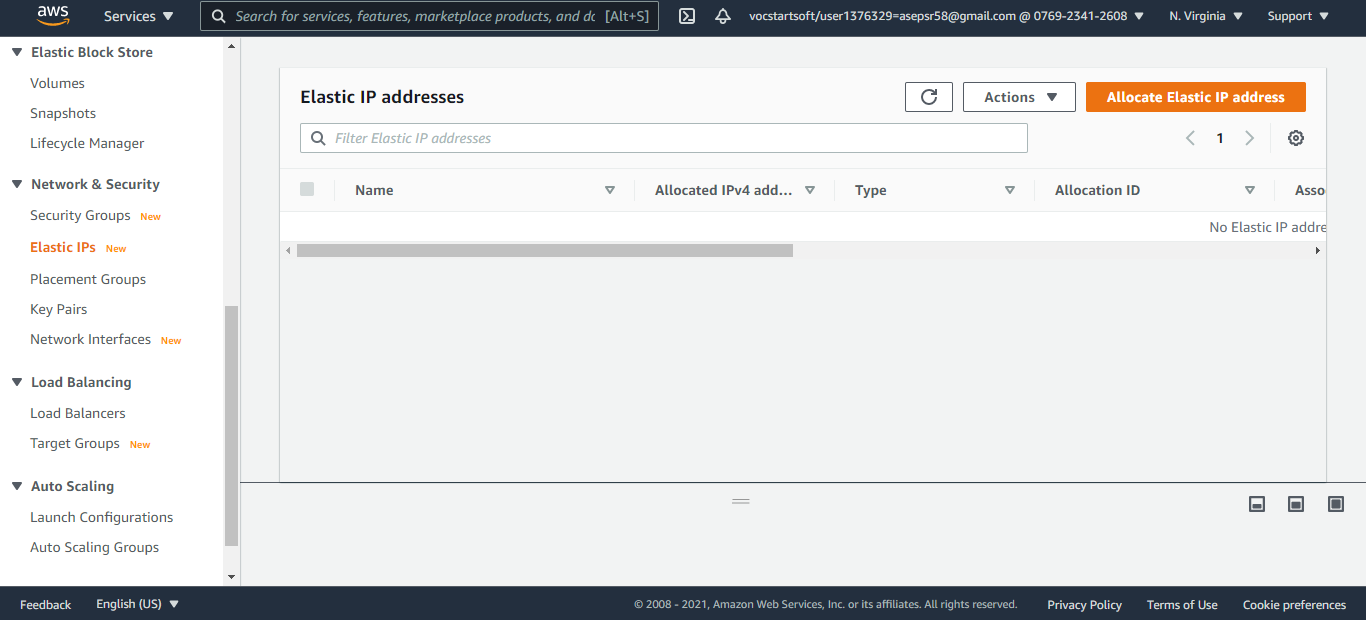 aws
Services
Search for services, features, marketplace products, and dc [Alt+S]
vocstartsoft/user1376329=asepsr58@gmail.com @ 0769-2341-2608
N. Virginia
Support
Elastic Block Store
Volumes
Snapshots
Lifecycle Manager
Network & Security
Security Groups New
Elastic IPs New
Placement Groups
Key Pairs
Network Interfaces New
Load Balancing
Load Balancers
Target Groups New
Auto Scaling
Launch Configurations
Auto Scaling Groups
Elastic IP addresses
Actions
Allocate Elastic IP address
Filter Elastic IP addresses
1
Name
Allocated IPv4 add...
Type
Allocation ID
Asso
No Elastic IP addre
Feedback
English (US)
© 2008 - 2021, Amazon Web Services, Inc. or its affiliates. All rights reserved.
Privacy Policy
Terms of Use
Cookie preferences